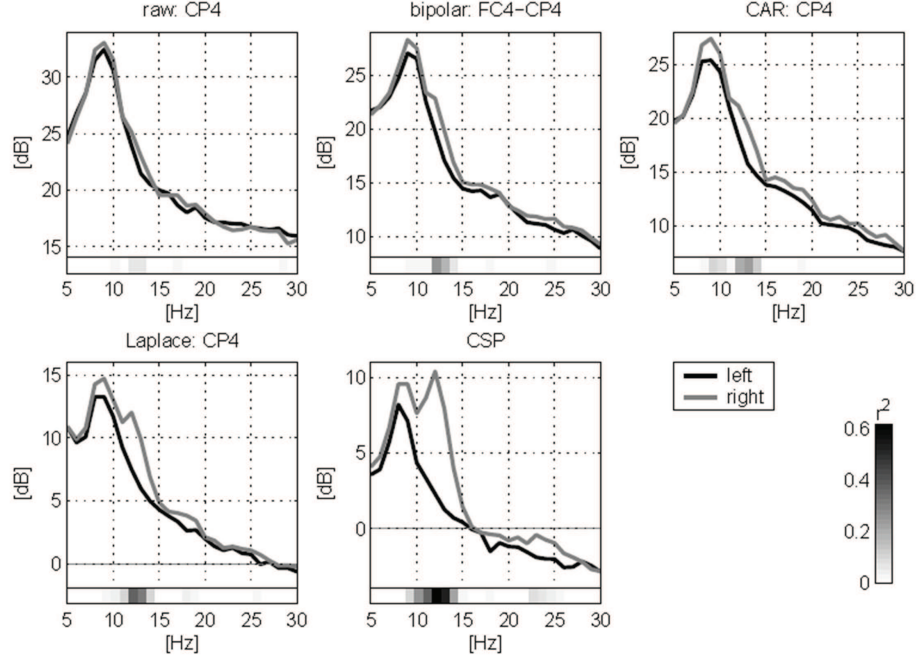 raw: CP4
bipolar: FC4−CP4
CAR: CP4
30
25
20
15
[dB]
5 10 15 20 25 30
[Hz]
25
20
15
10
[dB]
5 10 15 20 25 30
[Hz]
25
20
15
10
[dB]
5 10 15 20 25 30
[Hz]
Laplace: CP4
CSP
15
10
5
0
[dB]
5 10 15 20 25 30
[Hz]
10
5
0
[dB]
5 10 15 20 25 30
[Hz]
left
right
r²
0.6
0.4
0.2
0